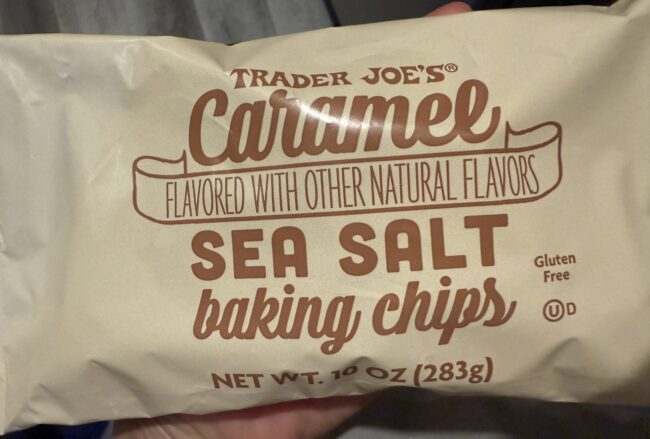 TRADER JOE'S®
Caramel
FLAVORED WITH OTHER NATURAL FLAVORS
SEA SALT
baking chips
Gluten
Free
Ⓤ D
NET WT. 10 OZ (283g)